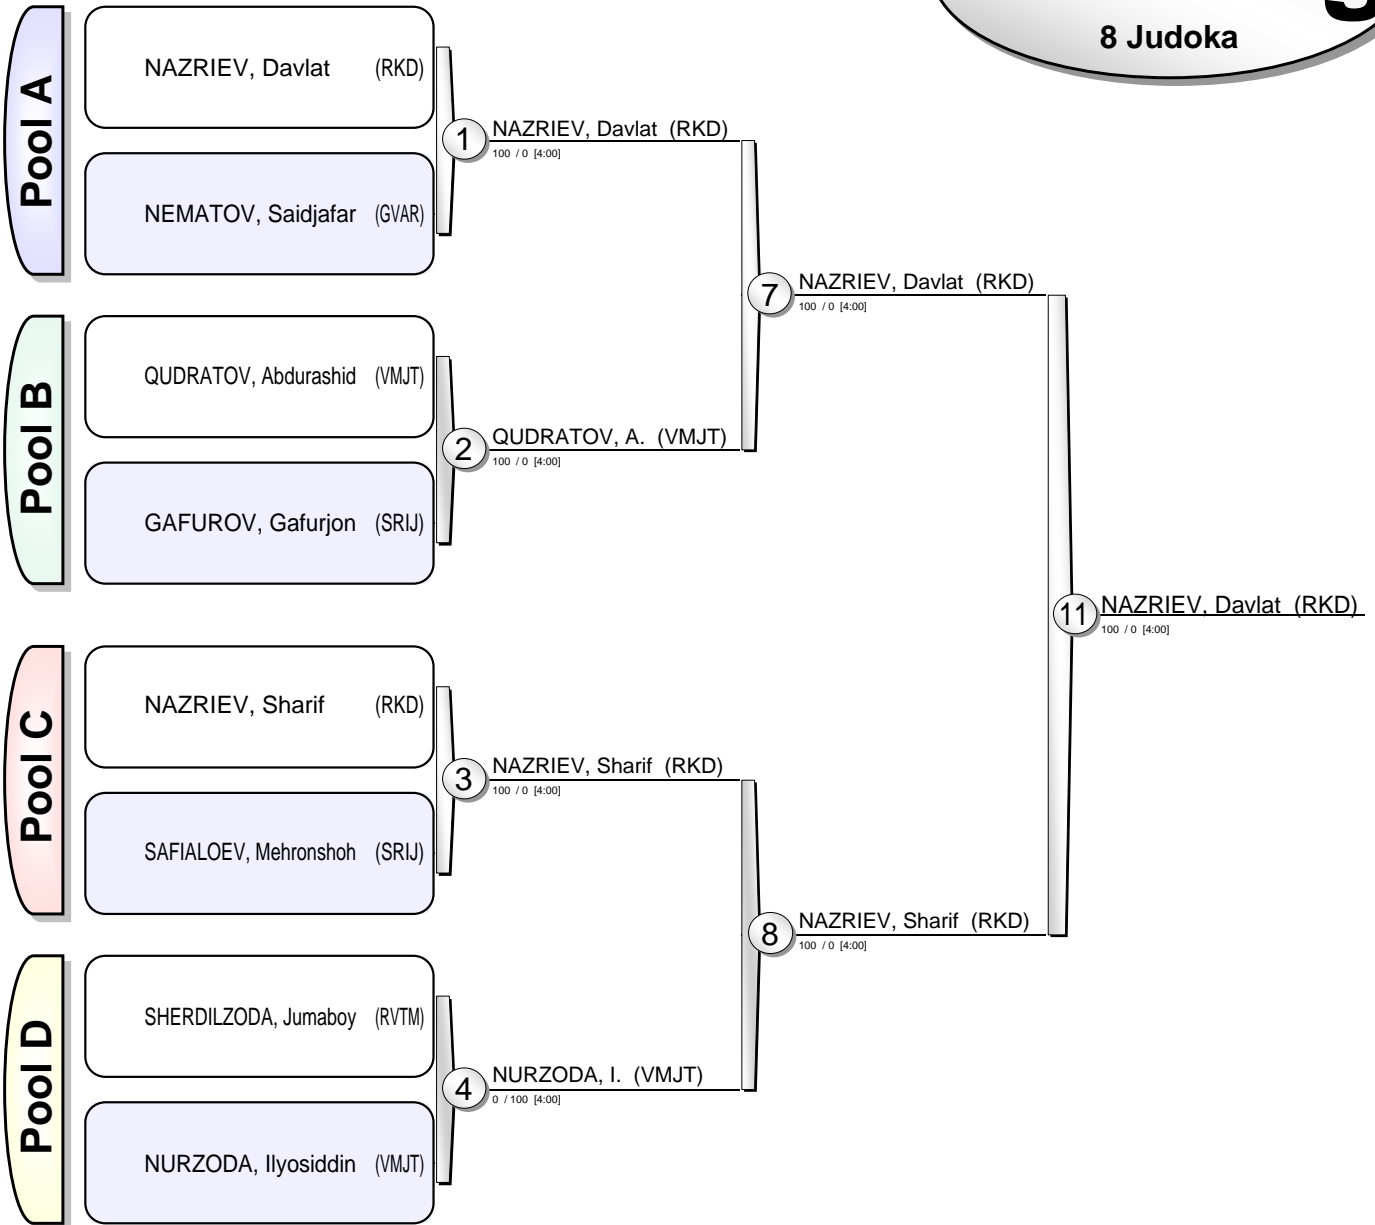 8 Judoka
Pool A
NAZRIEV, Davlat (RKD)
NEMATOV, Saidjafar (GVAR)
1 NAZRIEV, Davlat (RKD)
100 / 0 [4:00]
7 NAZRIEV, Davlat (RKD)
100 / 0 [4:00]
Pool B
QUDRATOV, Abdurashid (VMJT)
GAFUROV, Gafurjon (SRIJ)
2 QUDRATOV, A. (VMJT)
100 / 0 [4:00]
11 NAZRIEV, Davlat (RKD)
100 / 0 [4:00]
Pool C
NAZRIEV, Sharif (RKD)
SAFIALOEV, Mehronshoh (SRIJ)
3 NAZRIEV, Sharif (RKD)
100 / 0 [4:00]
8 NAZRIEV, Sharif (RKD)
100 / 0 [4:00]
Pool D
SHERDILZODA, Jumaboy (RVTM)
NURZODA, Ilyosiddin (VMJT)
4 NURZODA, I. (VMJT)
0 / 100 [4:00]